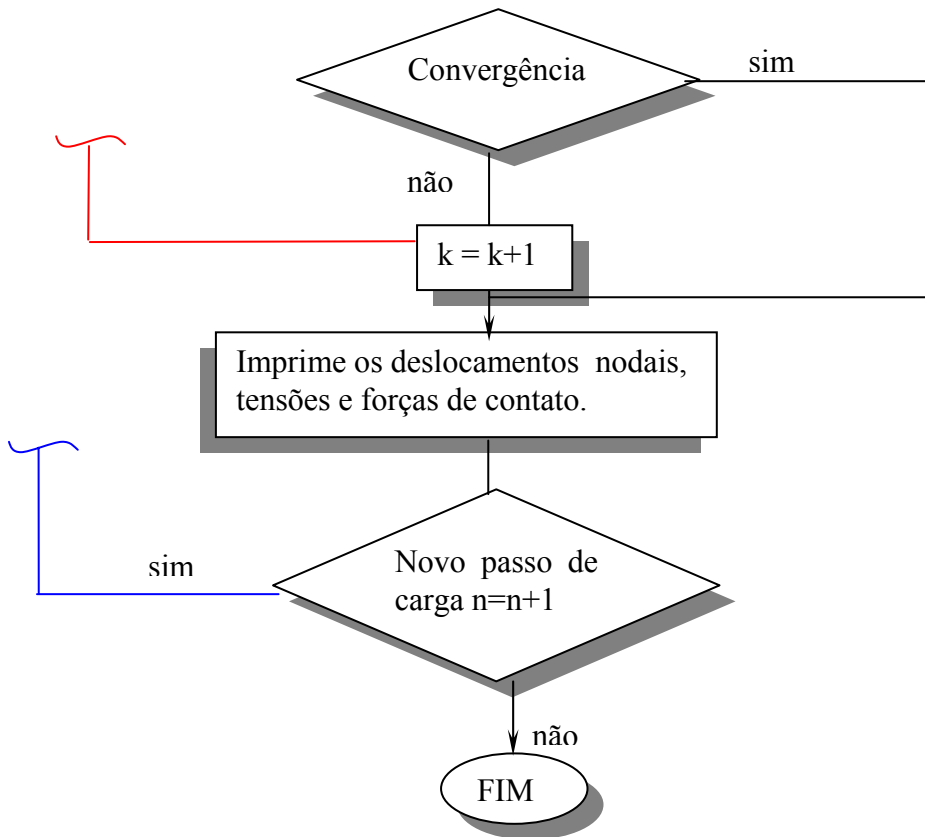 Convergência
sim
não
k = k+1
Imprime os deslocamentos nodais,
tensões e forças de contato.
sim
Novo passo de
carga n=n+1
não
FIM